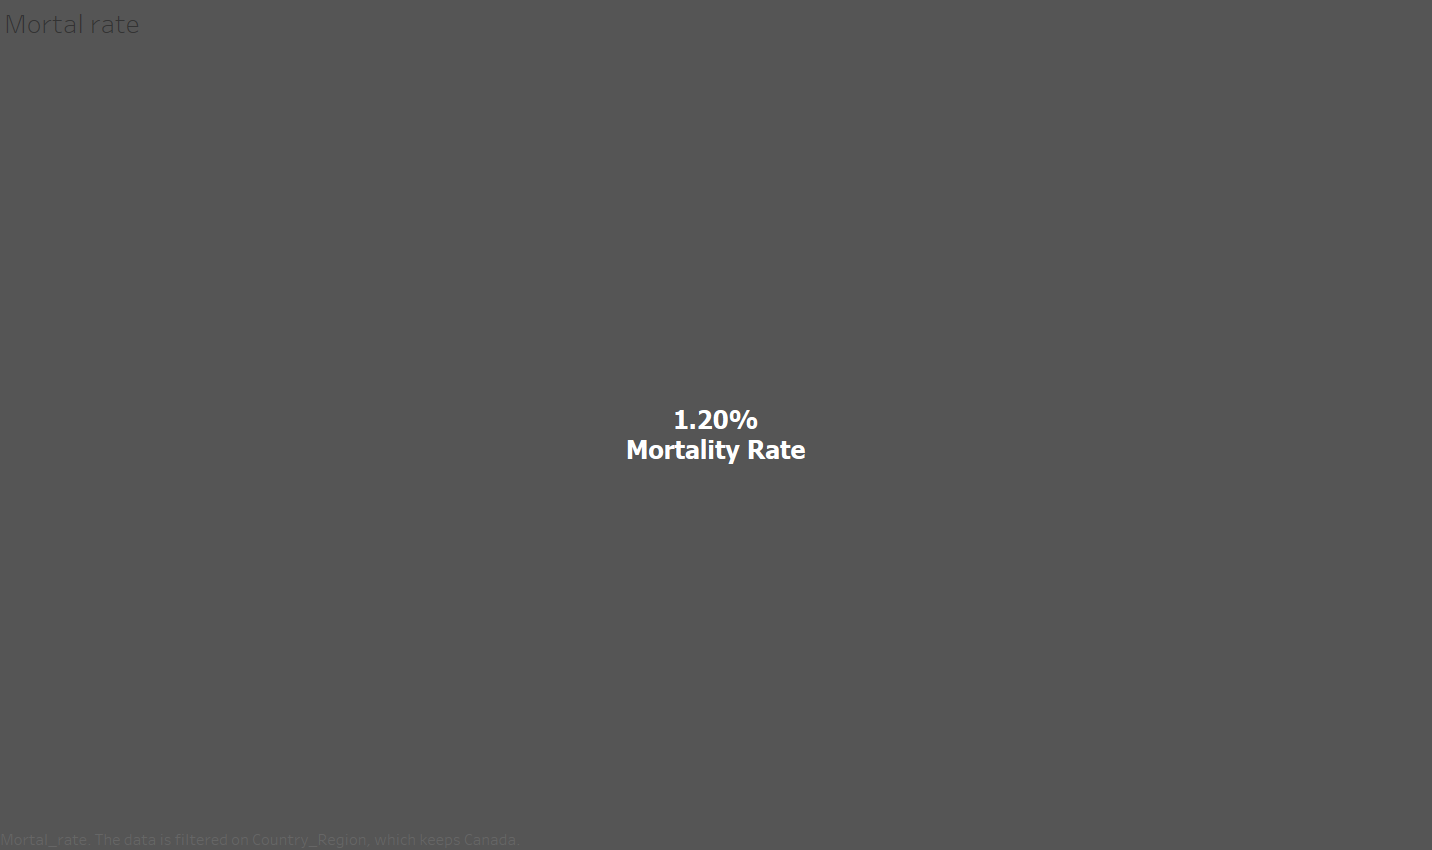 Mortal rate
1.20%
Mortality Rate
Mortal_rate. The data is filtered on Country_Region, which keeps Canada.